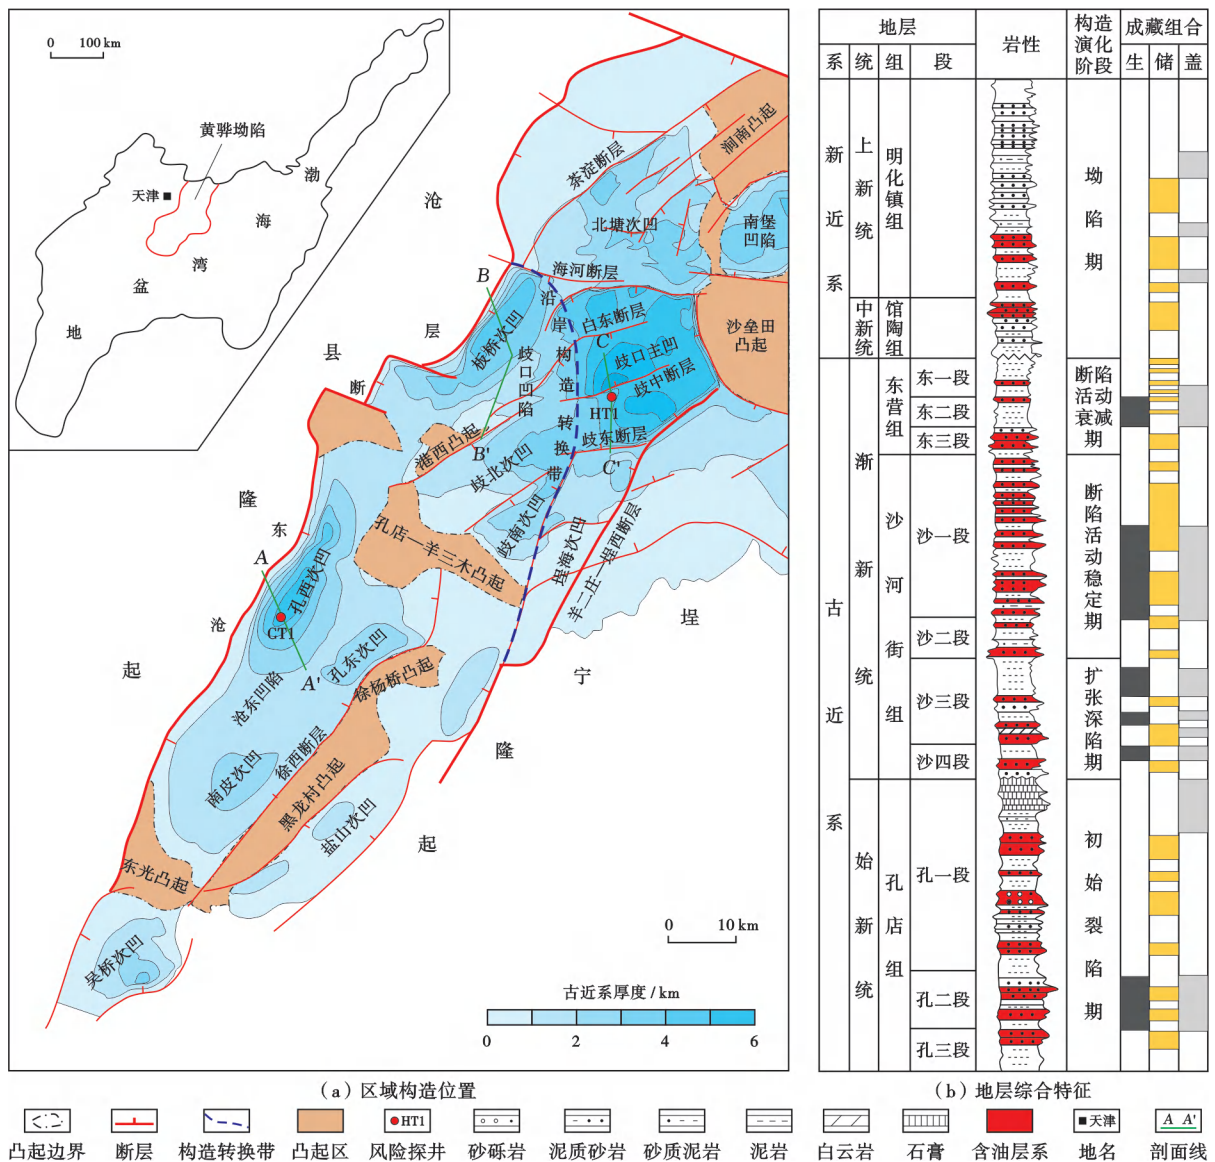 0 100 km
黄骅坳陷
天津
渤
海
湾
盆
地
沧
县
隆
起
沧
东
断
层
涧南凸起
茶淀断层
北塘次凹
南堡
凹陷
海河断层
沿
岸
构
造
转
换
带
B
板桥次凹
白东断层
C
沙垒田
凸起
歧口主凹
歧中断层
歧口凹陷
HT1
港西凸起
B'
歧东断层
C'
歧北次凹
歧南次凹
孔店—羊三木凸起
埕海次凹
羊二庄—埕西断层
埕
宁
隆
起
A
孔西次凹
GT1
A'
孔东次凹
沧东凹陷
徐杨桥凸起
徐西断层
南皮次凹
黑龙村凸起
盐山次凹
东光凸起
吴桥次凹
0 10 km
古近系厚度 / km
0 2 4 6
(a)区域构造位置
地层 岩性 构造演化阶段 成藏组合
系 统 组 段 生 储 盖
新近系
上新统
明化镇组
坳陷期
中新统
馆陶组
古近系
渐新统
东营组
东一段
东二段
东三段
断陷活动衰减期
沙河街组
沙一段
沙二段
断陷活动稳定期
沙三段
沙四段
扩张深陷期
始新统
孔店组
孔一段
孔二段
孔三段
初始裂陷期
(b)地层综合特征
HT1 天津 A A'
凸起边界 断层 构造转换带 凸起区 风险探井 砂砾岩 泥质砂岩 砂质泥岩 泥岩 白云岩 石膏 含油层系 地名 剖面线